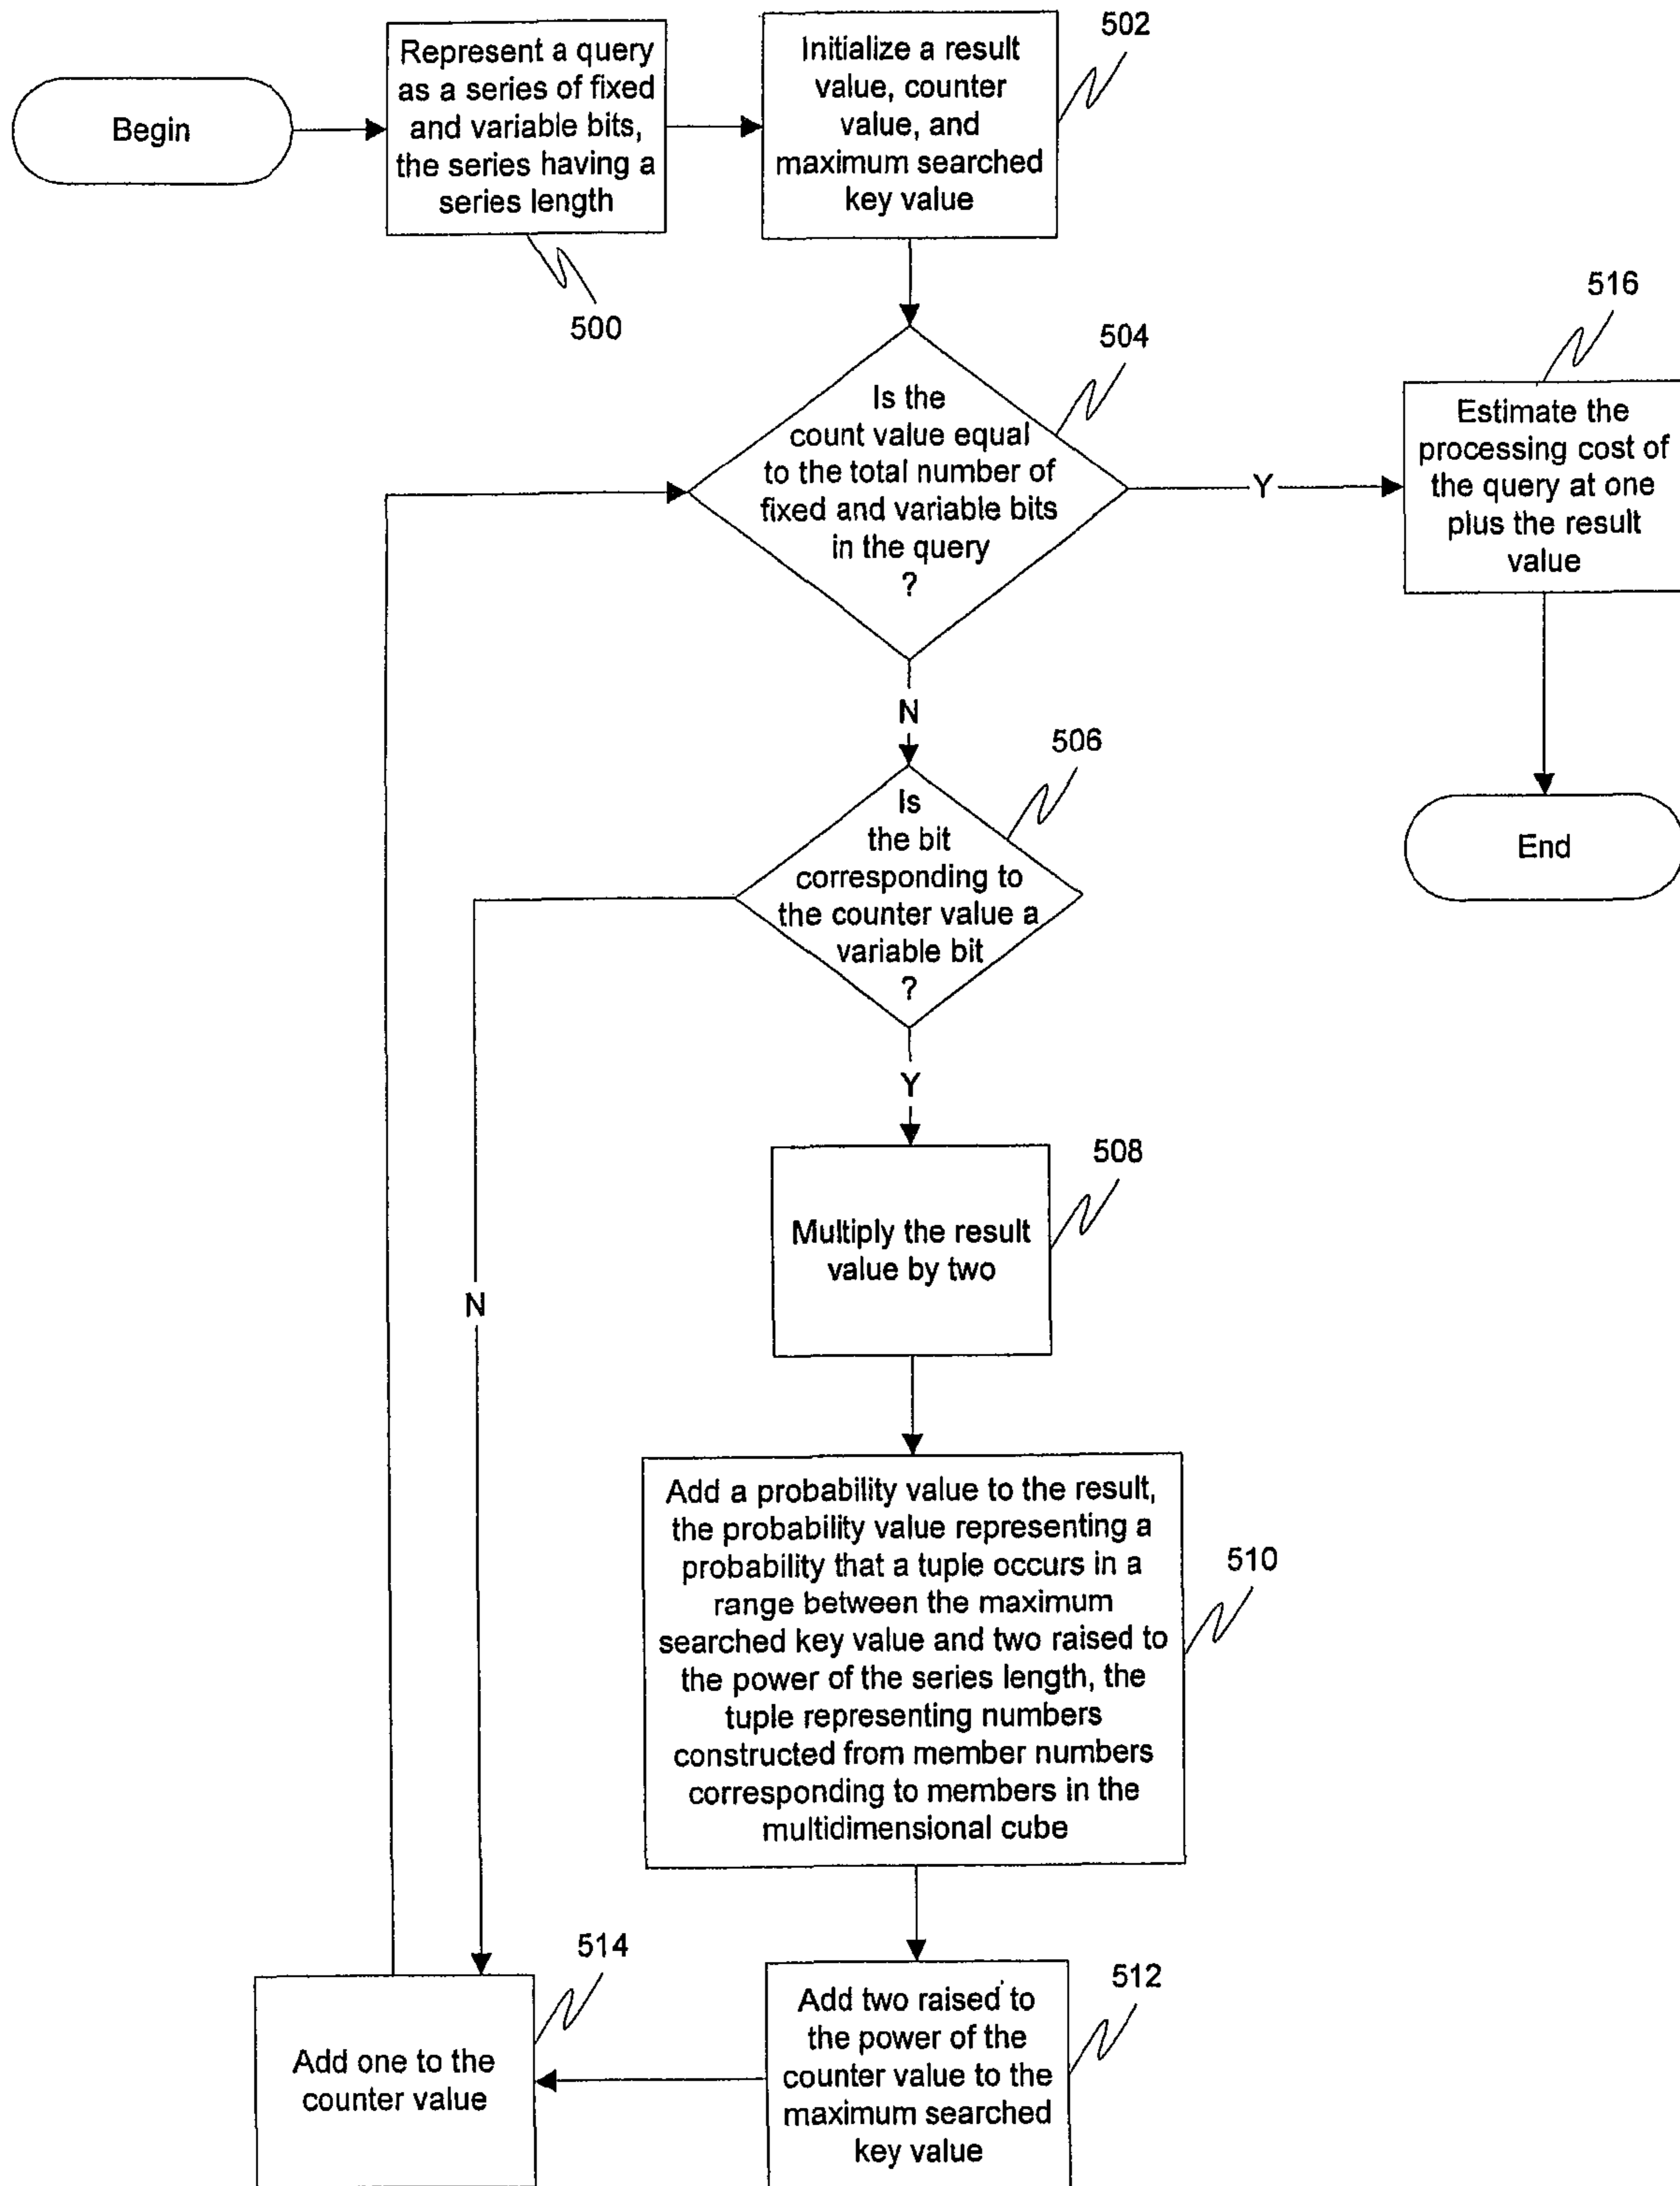 Begin
Represent a query
as a series of fixed
and variable bits,
the series having a
series length
500
Initialize a result
value, counter
value, and
maximum searched
key value
502
Is the
count value equal
to the total number of
fixed and variable bits
in the query
?
504
Y
516
Estimate the
processing cost of
the query at one
plus the result
value
End
N
506
Is
the bit
corresponding to
the counter value a
variable bit
?
Y
N
508
Multiply the result
value by two
Add a probability value to the result,
the probability value representing a
probability that a tuple occurs in a
range between the maximum
searched key value and two raised to
the power of the series length, the
tuple representing numbers
constructed from member numbers
corresponding to members in the
multidimensional cube
510
Add two raised to
the power of the
counter value to the
maximum searched
key value
512
514
Add one to the
counter value